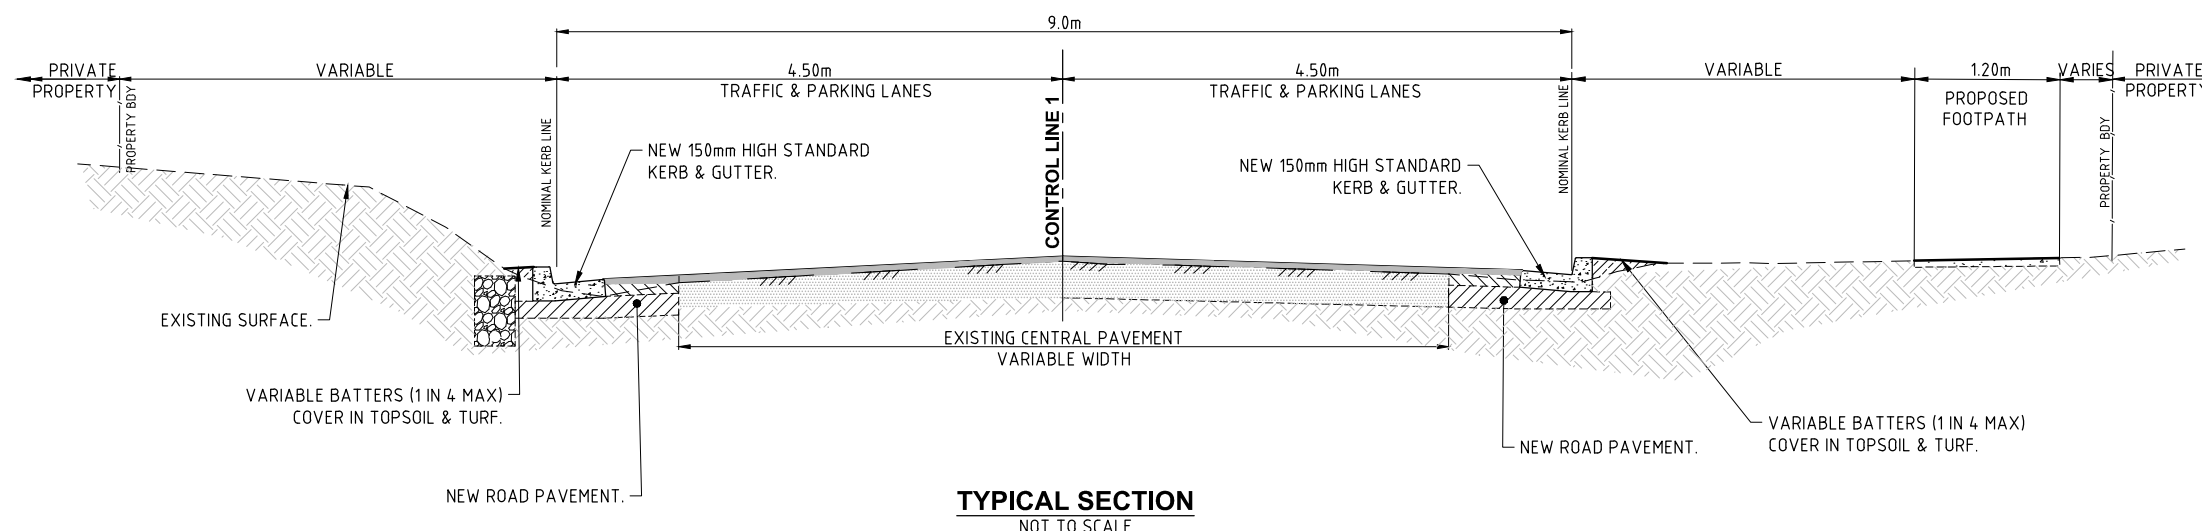 9.0m
PRIVATE
PROPERTY
VARIABLE
4.50m
TRAFFIC & PARKING LANES
4.50m
TRAFFIC & PARKING LANES
VARIABLE
1.20m
PROPOSED
FOOTPATH
VARIES
PRIVATE
PROPERTY
PROPERTY BDY
NOMINAL KERB LINE
NEW 150mm HIGH STANDARD
KERB & GUTTER.
CONTROL LINE 1
NEW 150mm HIGH STANDARD
KERB & GUTTER.
NOMINAL KERB LINE
PROPERTY BDY
EXISTING SURFACE.
EXISTING CENTRAL PAVEMENT
VARIABLE WIDTH
VARIABLE BATTERS (1 IN 4 MAX)
COVER IN TOPSOIL & TURF.
VARIABLE BATTERS (1 IN 4 MAX)
COVER IN TOPSOIL & TURF.
NEW ROAD PAVEMENT.
NEW ROAD PAVEMENT.
TYPICAL SECTION
NOT TO SCALE